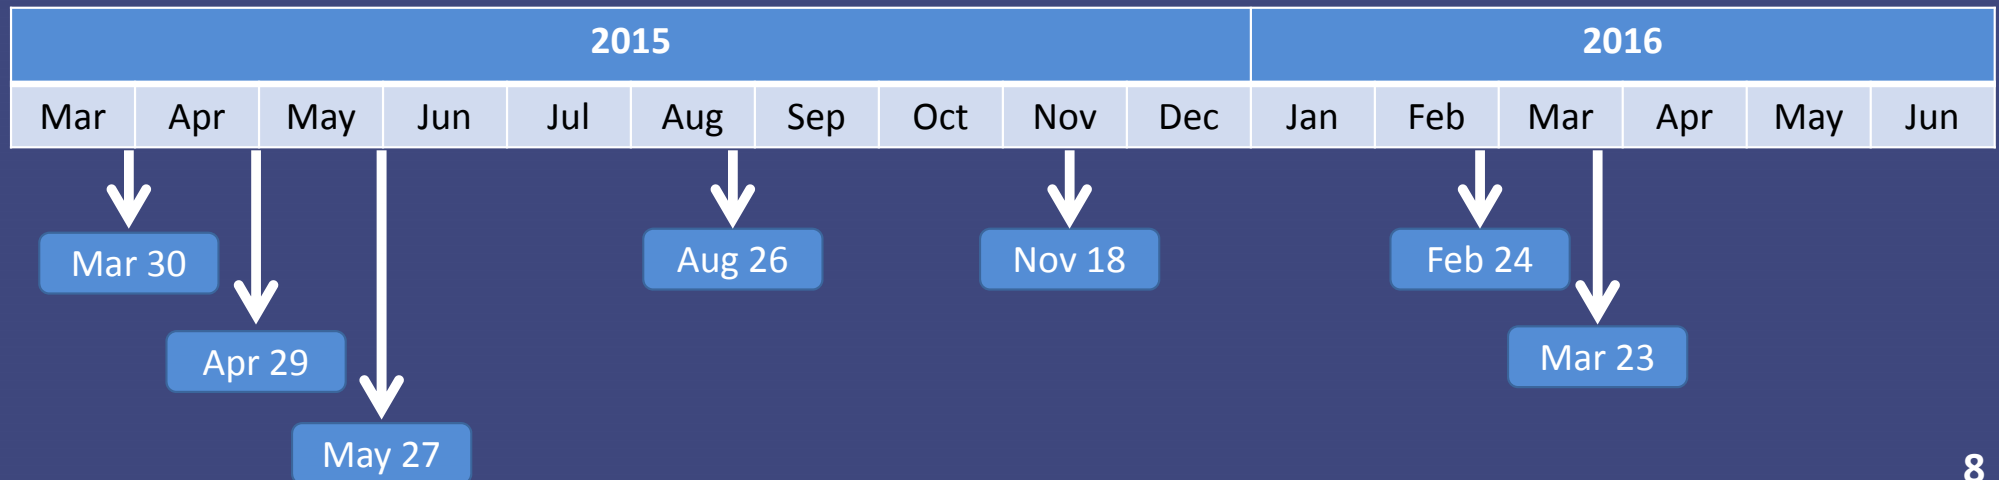 2015 2016
Mar Apr May Jun Jul Aug Sep Oct Nov Dec Jan Feb Mar Apr May Jun
Mar 30 Aug 26 Nov 18 Feb 24
Apr 29 Mar 23
May 27
8